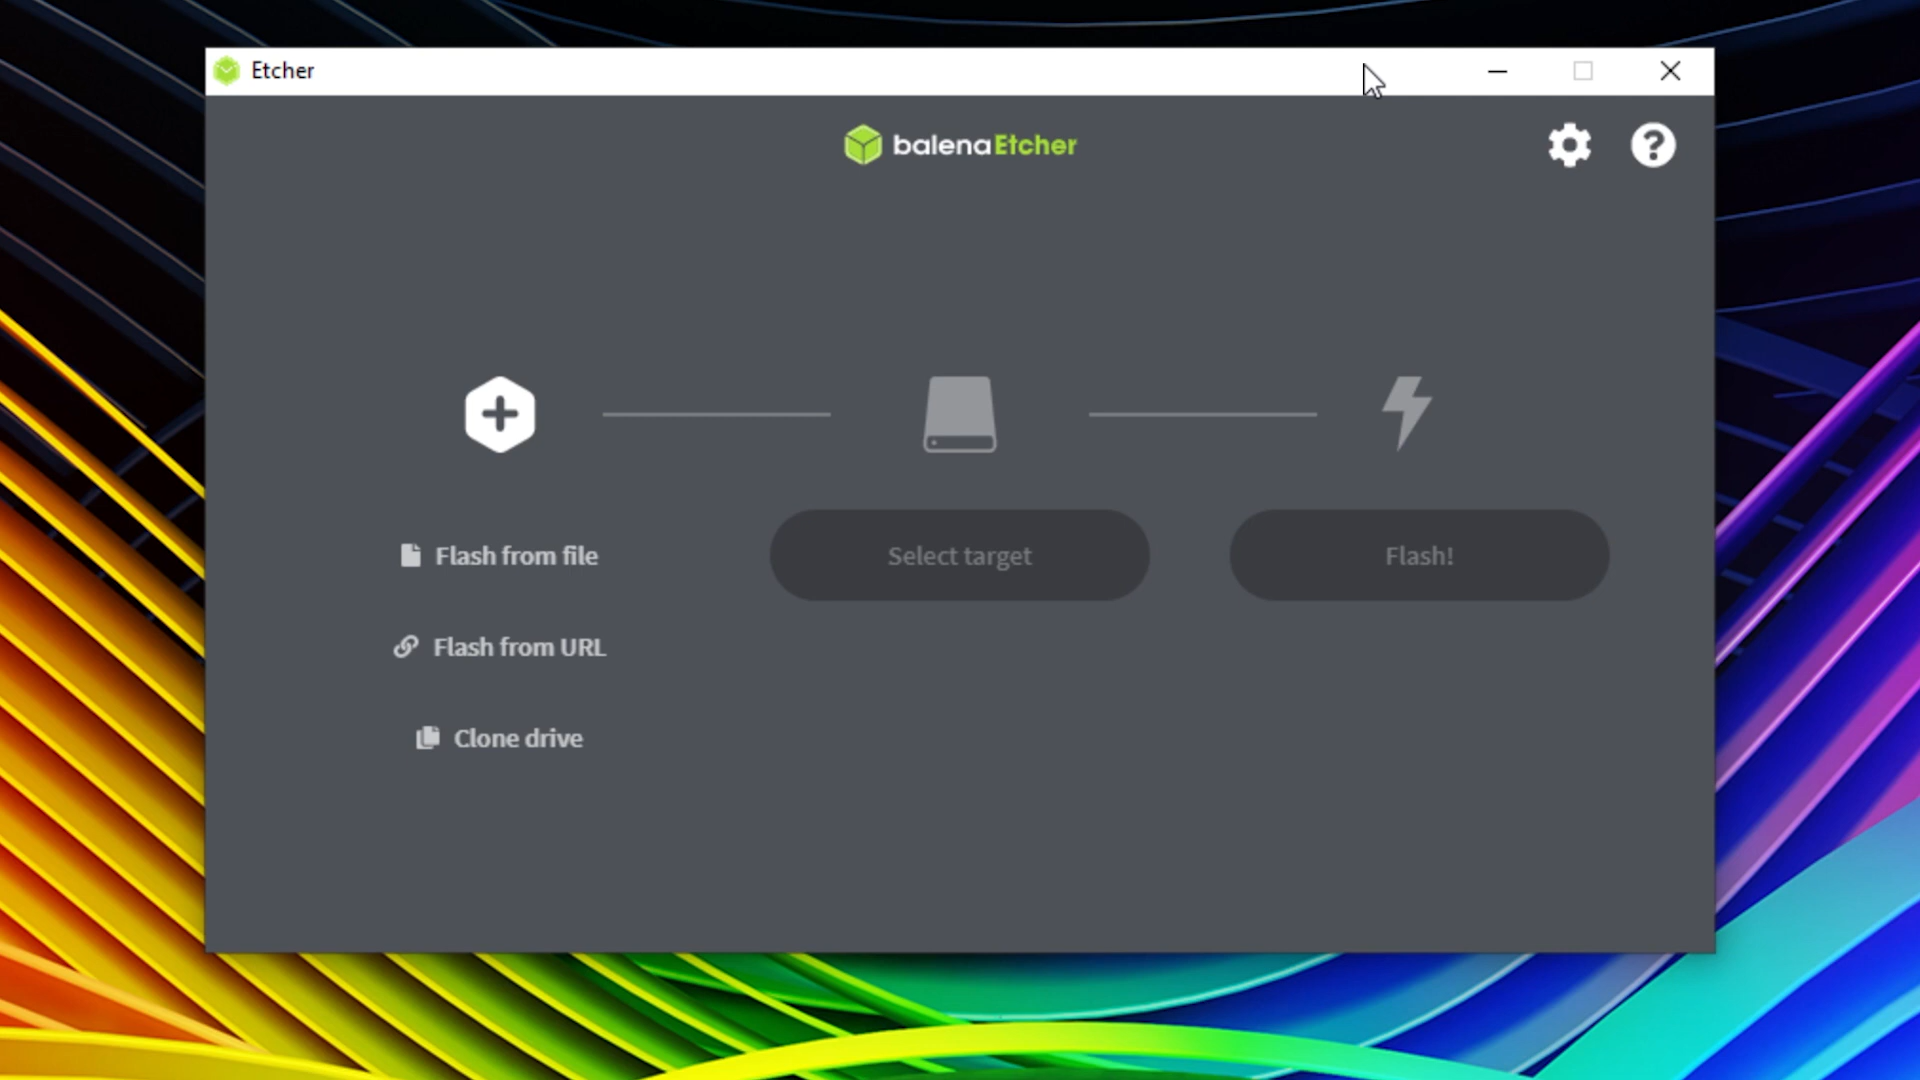 Etcher
balenaEtcher
Flash from file
Select target
Flash!
Flash from URL
Clone drive